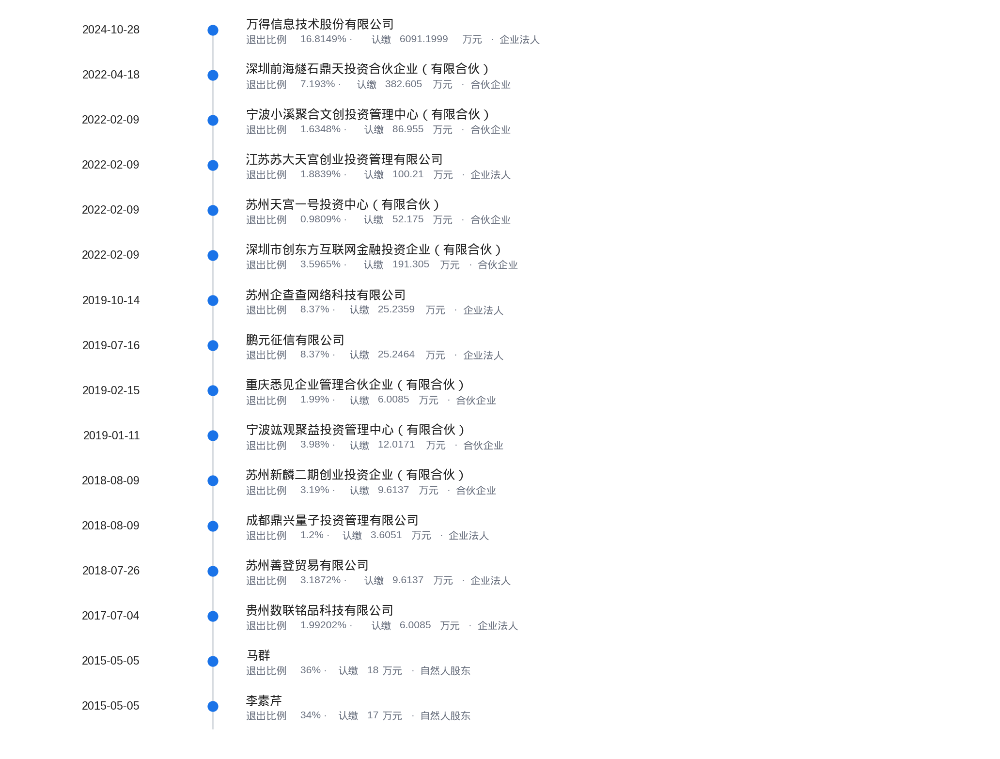 2024-10-28
万得信息技术股份有限公司
退出比例 16.8149% · 认缴 6091.1999 万元 · 企业法人
2022-04-18
深圳前海燧石鼎天投资合伙企业（有限合伙）
退出比例 7.193% · 认缴 382.605 万元 · 合伙企业
2022-02-09
宁波小溪聚合文创投资管理中心（有限合伙）
退出比例 1.6348% · 认缴 86.955 万元 · 合伙企业
2022-02-09
江苏苏大天宫创业投资管理有限公司
退出比例 1.8839% · 认缴 100.21 万元 · 企业法人
2022-02-09
苏州天宫一号投资中心（有限合伙）
退出比例 0.9809% · 认缴 52.175 万元 · 合伙企业
2022-02-09
深圳市创东方互联网金融投资企业（有限合伙）
退出比例 3.5965% · 认缴 191.305 万元 · 合伙企业
2019-10-14
苏州企查查网络科技有限公司
退出比例 8.37% · 认缴 25.2359 万元 · 企业法人
2019-07-16
鹏元征信有限公司
退出比例 8.37% · 认缴 25.2464 万元 · 企业法人
2019-02-15
重庆悉见企业管理合伙企业（有限合伙）
退出比例 1.99% · 认缴 6.0085 万元 · 合伙企业
2019-01-11
宁波竑观聚益投资管理中心（有限合伙）
退出比例 3.98% · 认缴 12.0171 万元 · 合伙企业
2018-08-09
苏州新麟二期创业投资企业（有限合伙）
退出比例 3.19% · 认缴 9.6137 万元 · 合伙企业
2018-08-09
成都鼎兴量子投资管理有限公司
退出比例 1.2% · 认缴 3.6051 万元 · 企业法人
2018-07-26
苏州善登贸易有限公司
退出比例 3.1872% · 认缴 9.6137 万元 · 企业法人
2017-07-04
贵州数联铭品科技有限公司
退出比例 1.99202% · 认缴 6.0085 万元 · 企业法人
2015-05-05
马群
退出比例 36% · 认缴 18 万元 · 自然人股东
2015-05-05
李素芹
退出比例 34% · 认缴 17 万元 · 自然人股东